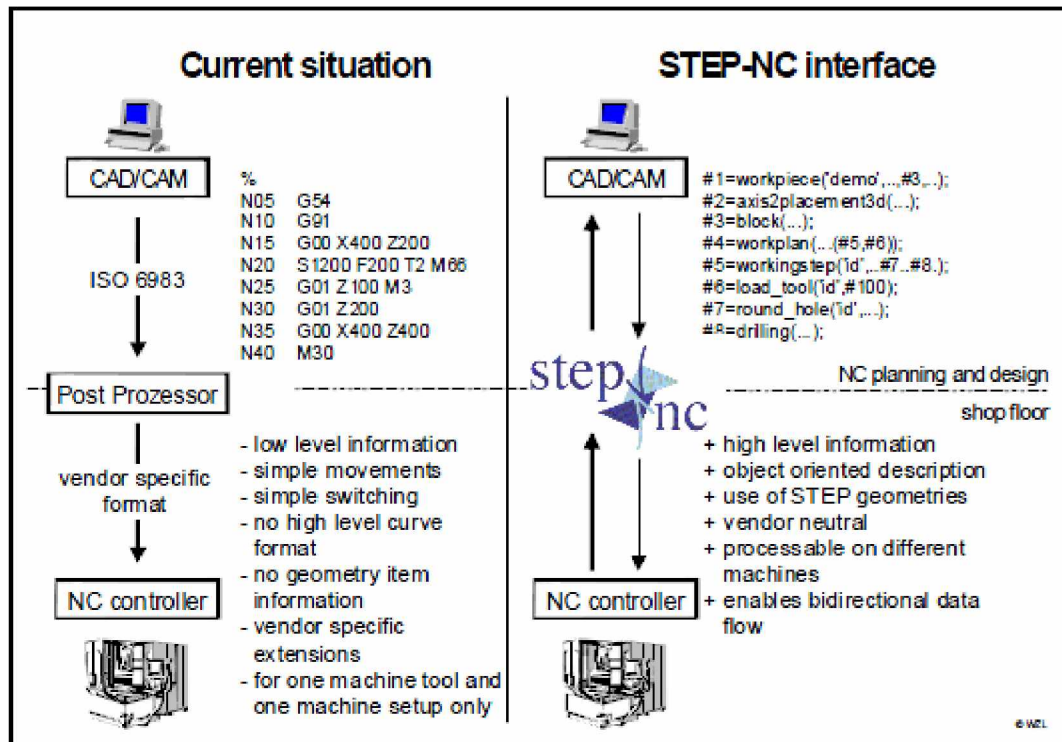 Current situation
CAD/CAM
ISO 6983
%
N05 G54
N10 G91
N15 G00 X400 Z200
N20 S1200 F200 T2 M66
N25 G01 Z100 M3
N30 G01 Z200
N35 G00 X400 Z400
N40 M30
Post Prozessor
vendor specific
format
NC controller
- low level information
- simple movements
- simple switching
- no high level curve
format
- no geometry item
information
- vendor specific
extensions
- for one machine tool and
one machine setup only
STEP-NC interface
CAD/CAM
#1=workpiece('demo',..,#3,..);
#2=axis2placement3d(...);
#3=block(...);
#4=workplan(...(#5,#6));
#5=workingstep('id',..#7..#8.);
#6=load_tool('id',#100);
#7=round_hole('id',...);
#8=drilling(...);
step
nc
NC planning and design
shop floor
NC controller
+ high level information
+ object oriented description
+ use of STEP geometries
+ vendor neutral
+ processable on different
machines
+ enables bidirectional data
flow
© WZL